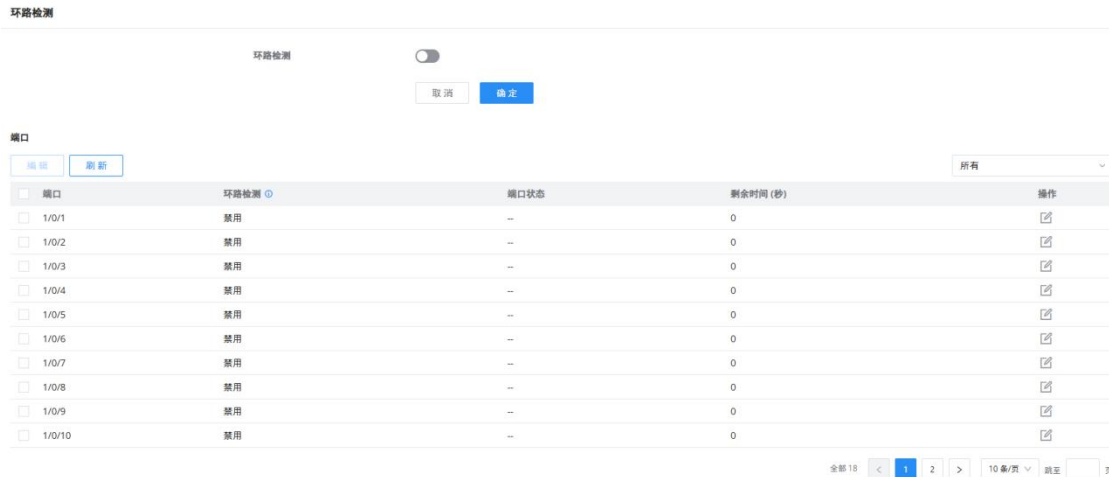 环路检测
环路检测
取消 确定
端口
编辑 刷新 所有
端口 环路检测 端口状态 剩余时间 (秒) 操作
1/0/1 禁用 -- 0
1/0/2 禁用 -- 0
1/0/3 禁用 -- 0
1/0/4 禁用 -- 0
1/0/5 禁用 -- 0
1/0/6 禁用 -- 0
1/0/7 禁用 -- 0
1/0/8 禁用 -- 0
1/0/9 禁用 -- 0
1/0/10 禁用 -- 0
全部 18 < 1 2 > 10 条/页 跳至